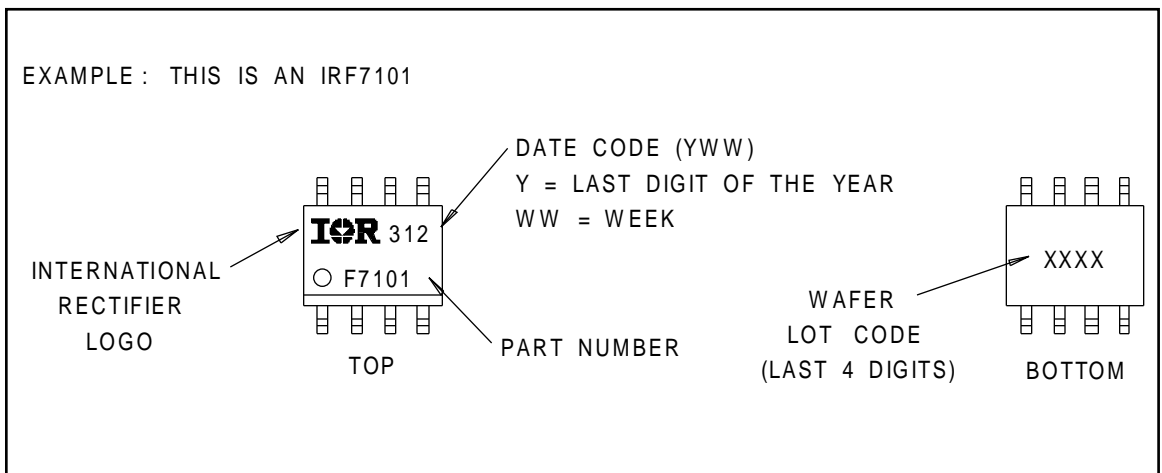 EXAMPLE : THIS IS AN IRF7101
DATE CODE (YWW)
Y = LAST DIGIT OF THE YEAR
WW = WEEK
IOR 312
F7101
INTERNATIONAL
RECTIFIER
LOGO
TOP
PART NUMBER
XXXX
WAFER
LOT CODE
(LAST 4 DIGITS)
BOTTOM